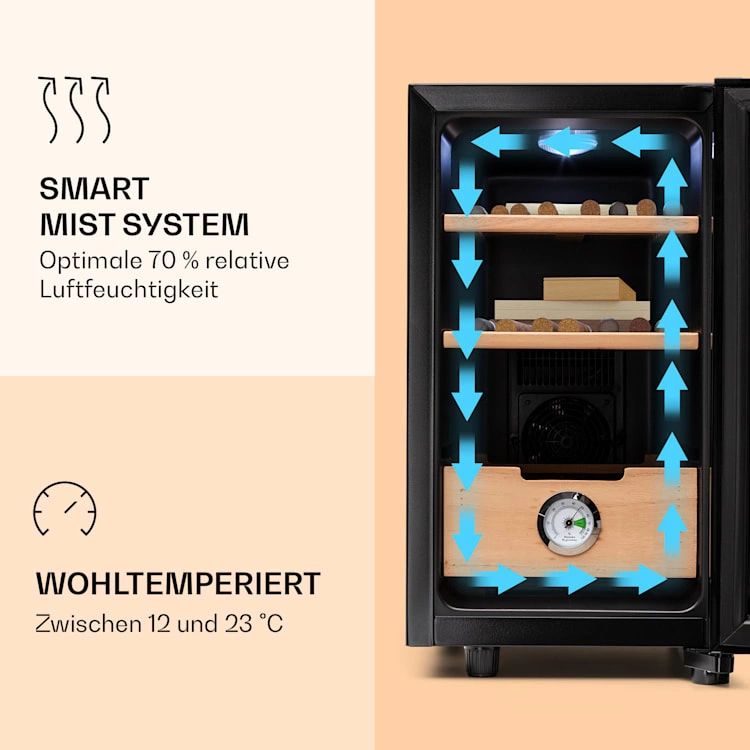 SMART
MIST SYSTEM
Optimale 70 % relative
Luftfeuchtigkeit
WOHLTEMPERIERT
Zwischen 12 und 23 °C